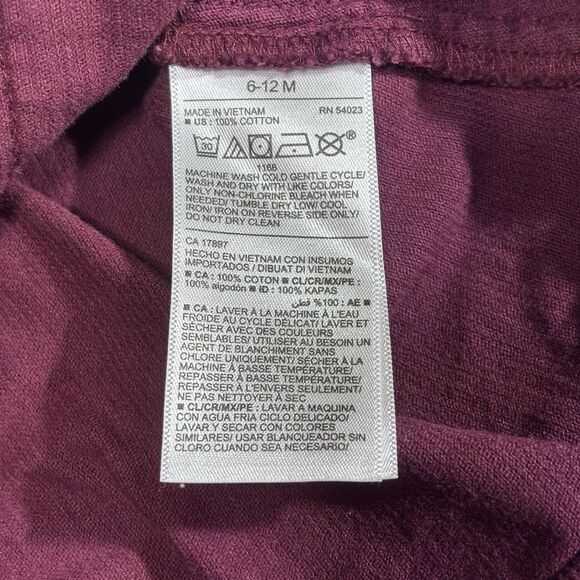 6-12 M
MADE IN VIETNAM RN 54023
■ US : 100% COTTON
30 ®
1166
MACHINE WASH COLD GENTLE CYCLE/
WASH AND DRY WITH LIKE COLORS/
ONLY NON-CHLORINE BLEACH WHEN
NEEDED/ TUMBLE DRY LOW/ COOL
IRON/ IRON ON REVERSE SIDE ONLY/
DO NOT DRY CLEAN
CA 17897
HECHO EN VIETNAM CON INSUMOS
IMPORTADOS / DIBUAT DI VIETNAM
■ CA : 100% COTON ■ CL/CR/MX/PE :
100% algodón ■ iD : 100% KAPAS
■ AE : 100% قطن
■ CA : LAVER À LA MACHINE À L'EAU
FROIDE AU CYCLE DÉLICAT/ LAVER ET
SÉCHER AVEC DES COULEURS
SEMBLABLES/ UTILISER AU BESOIN UN
AGENT DE BLANCHIMENT SANS
CHLORE UNIQUEMENT/ SÉCHER À LA
MACHINE À BASSE TEMPÉRATURE/
REPASSER À BASSE TEMPÉRATURE/
REPASSER À L'ENVERS SEULEMENT/
NE PAS NETTOYER À SEC
■ CL/CR/MX/PE : LAVAR A MAQUINA
CON AGUA FRIA CICLO DELICADO/
LAVAR Y SECAR CON COLORES
SIMILARES/ USAR BLANQUEADOR SIN
CLORO CUANDO SEA NECESARIO/